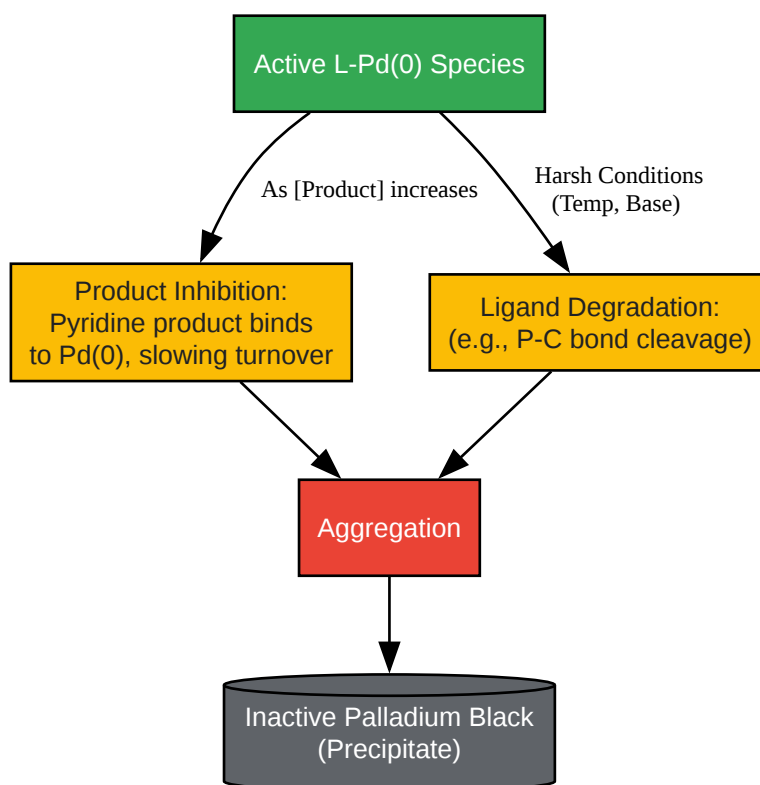 Active L-Pd(0) Species
As [Product] increases
Harsh Conditions
(Temp, Base)
Product Inhibition:
Pyridine product binds
to Pd(0), slowing turnover
Ligand Degradation:
(e.g., P-C bond cleavage)
Aggregation
Inactive Palladium Black
(Precipitate)